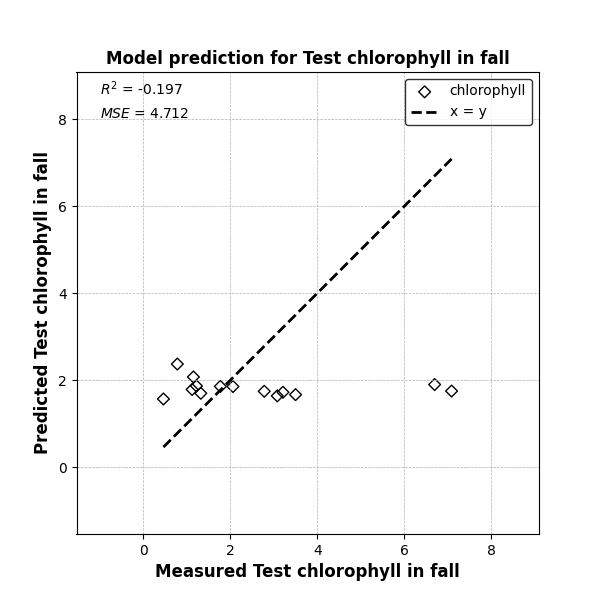 Model prediction for Test chlorophyll in fall
R² = -0.197
MSE = 4.712
chlorophyll
x = y
8
6
4
2
0
Predicted Test chlorophyll in fall
0 2 4 6 8
Measured Test chlorophyll in fall